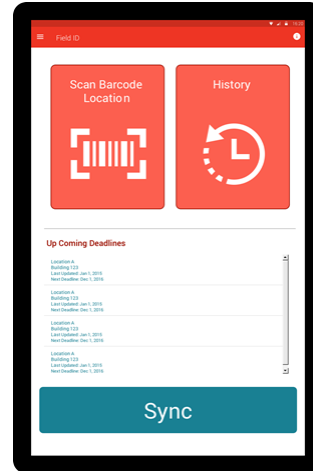 15:22
Field ID
Scan Barcode
Location
History
Up Coming Deadlines
Location A
Building 123
Last Updated: Jan 1, 2015
Next Deadline: Dec 1, 2016
Location A
Building 123
Last Updated: Jan 1, 2015
Next Deadline: Dec 1, 2016
Location A
Building 123
Last Updated: Jan 1, 2015
Next Deadline: Dec 1, 2016
Location A
Building 123
Last Updated: Jan 1, 2015
Next Deadline: Dec 1, 2016
Sync